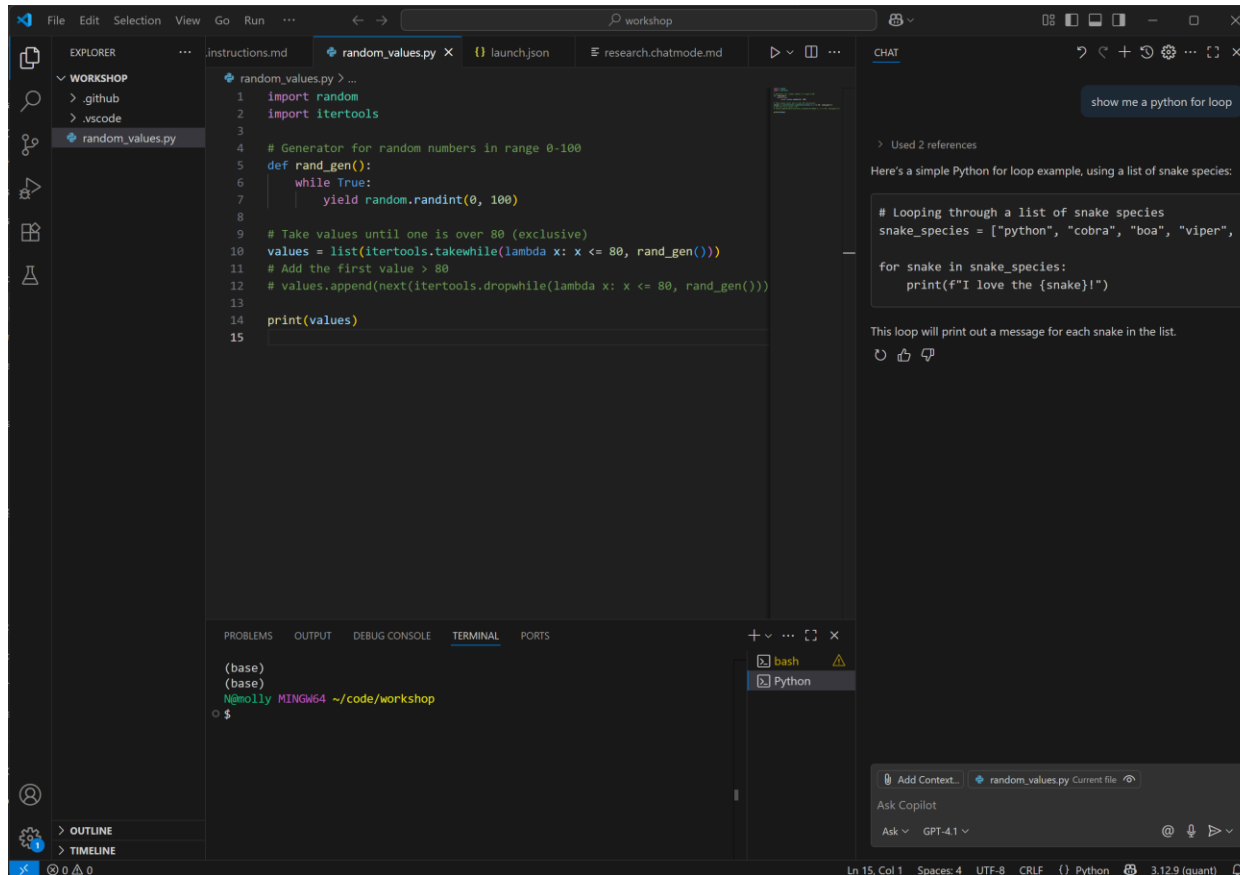 File Edit Selection View Go Run ···
workshop
EXPLORER ···
WORKSHOP
.github
.vscode
random_values.py
OUTLINE
TIMELINE
.instructions.md
random_values.py
launch.json
research.chatmode.md
random_values.py > ...
1 import random
2 import itertools
3
4 # Generator for random numbers in range 0-100
5 def rand_gen():
6 while True:
7 yield random.randint(0, 100)
8
9 # Take values until one is over 80 (exclusive)
10 values = list(itertools.takewhile(lambda x: x <= 80, rand_gen()))
11 # Add the first value > 80
12 # values.append(next(itertools.dropwhile(lambda x: x <= 80, rand_gen()))
13
14 print(values)
15
PROBLEMS OUTPUT DEBUG CONSOLE TERMINAL PORTS
(base)
(base)
N@molly MINGW64 ~/code/workshop
$
bash
Python
CHAT
show me a python for loop
> Used 2 references
Here's a simple Python for loop example, using a list of snake species:
# Looping through a list of snake species
snake_species = ["python", "cobra", "boa", "viper",
for snake in snake_species:
print(f"I love the {snake}!")
This loop will print out a message for each snake in the list.
Add Context... random_values.py Current file
Ask Copilot
Ask GPT-4.1
0 0 Ln 15, Col 1 Spaces: 4 UTF-8 CRLF {} Python 3.12.9 (quant)